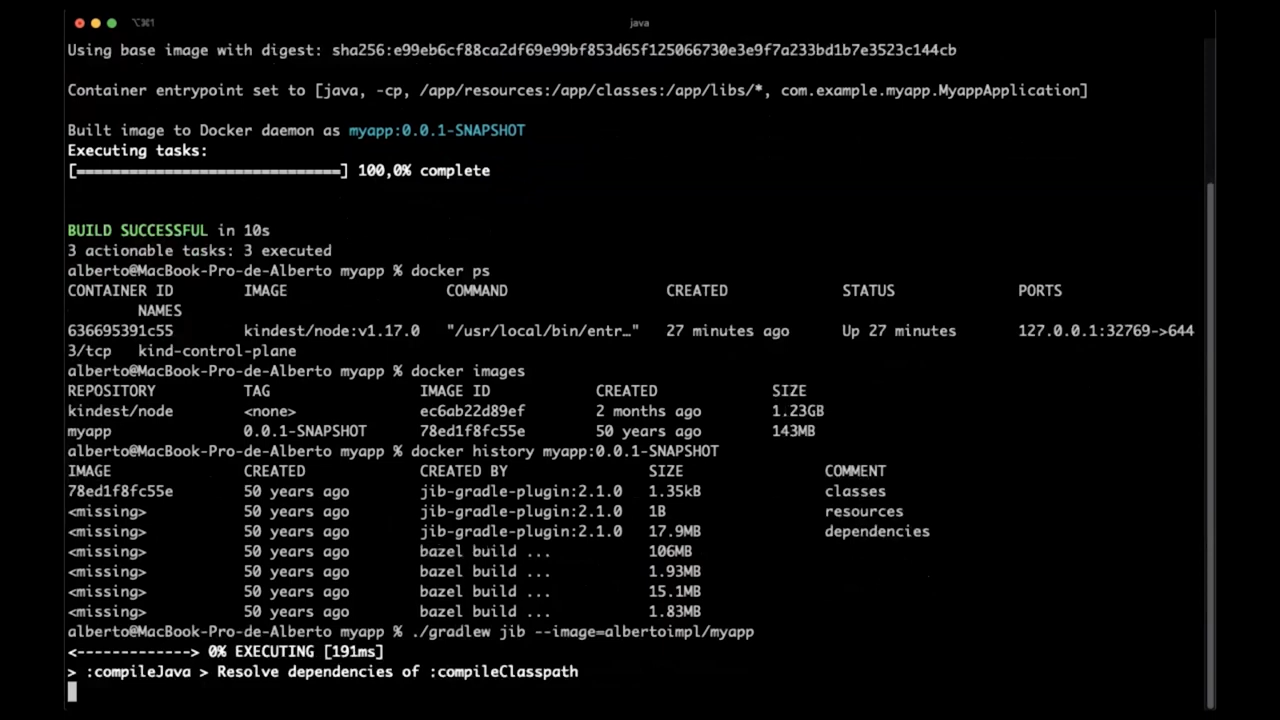 ⌥⌘1 java
Using base image with digest: sha256:e99eb6cf88ca2df69e99bf853d65f125066730e3e9f7a233bd1b7e3523c144cb
Container entrypoint set to [java, -cp, /app/resources:/app/classes:/app/libs/*, com.example.myapp.MyappApplication]
Built image to Docker daemon as myapp:0.0.1-SNAPSHOT
Executing tasks:
[==============================] 100,0% complete
BUILD SUCCESSFUL in 10s
3 actionable tasks: 3 executed
alberto@MacBook-Pro-de-Alberto myapp % docker ps
CONTAINER ID IMAGE COMMAND CREATED STATUS PORTS
NAMES
636695391c55 kindest/node:v1.17.0 "/usr/local/bin/entr…" 27 minutes ago Up 27 minutes 127.0.0.1:32769->644
3/tcp kind-control-plane
alberto@MacBook-Pro-de-Alberto myapp % docker images
REPOSITORY TAG IMAGE ID CREATED SIZE
kindest/node <none> ec6ab22d89ef 2 months ago 1.23GB
myapp 0.0.1-SNAPSHOT 78ed1f8fc55e 50 years ago 143MB
alberto@MacBook-Pro-de-Alberto myapp % docker history myapp:0.0.1-SNAPSHOT
IMAGE CREATED CREATED BY SIZE COMMENT
78ed1f8fc55e 50 years ago jib-gradle-plugin:2.1.0 1.35kB classes
<missing> 50 years ago jib-gradle-plugin:2.1.0 1B resources
<missing> 50 years ago jib-gradle-plugin:2.1.0 17.9MB dependencies
<missing> 50 years ago bazel build ... 106MB
<missing> 50 years ago bazel build ... 1.93MB
<missing> 50 years ago bazel build ... 15.1MB
<missing> 50 years ago bazel build ... 1.83MB
alberto@MacBook-Pro-de-Alberto myapp % ./gradlew jib --image=albertoimpl/myapp
<-------------> 0% EXECUTING [191ms]
> :compileJava > Resolve dependencies of :compileClasspath